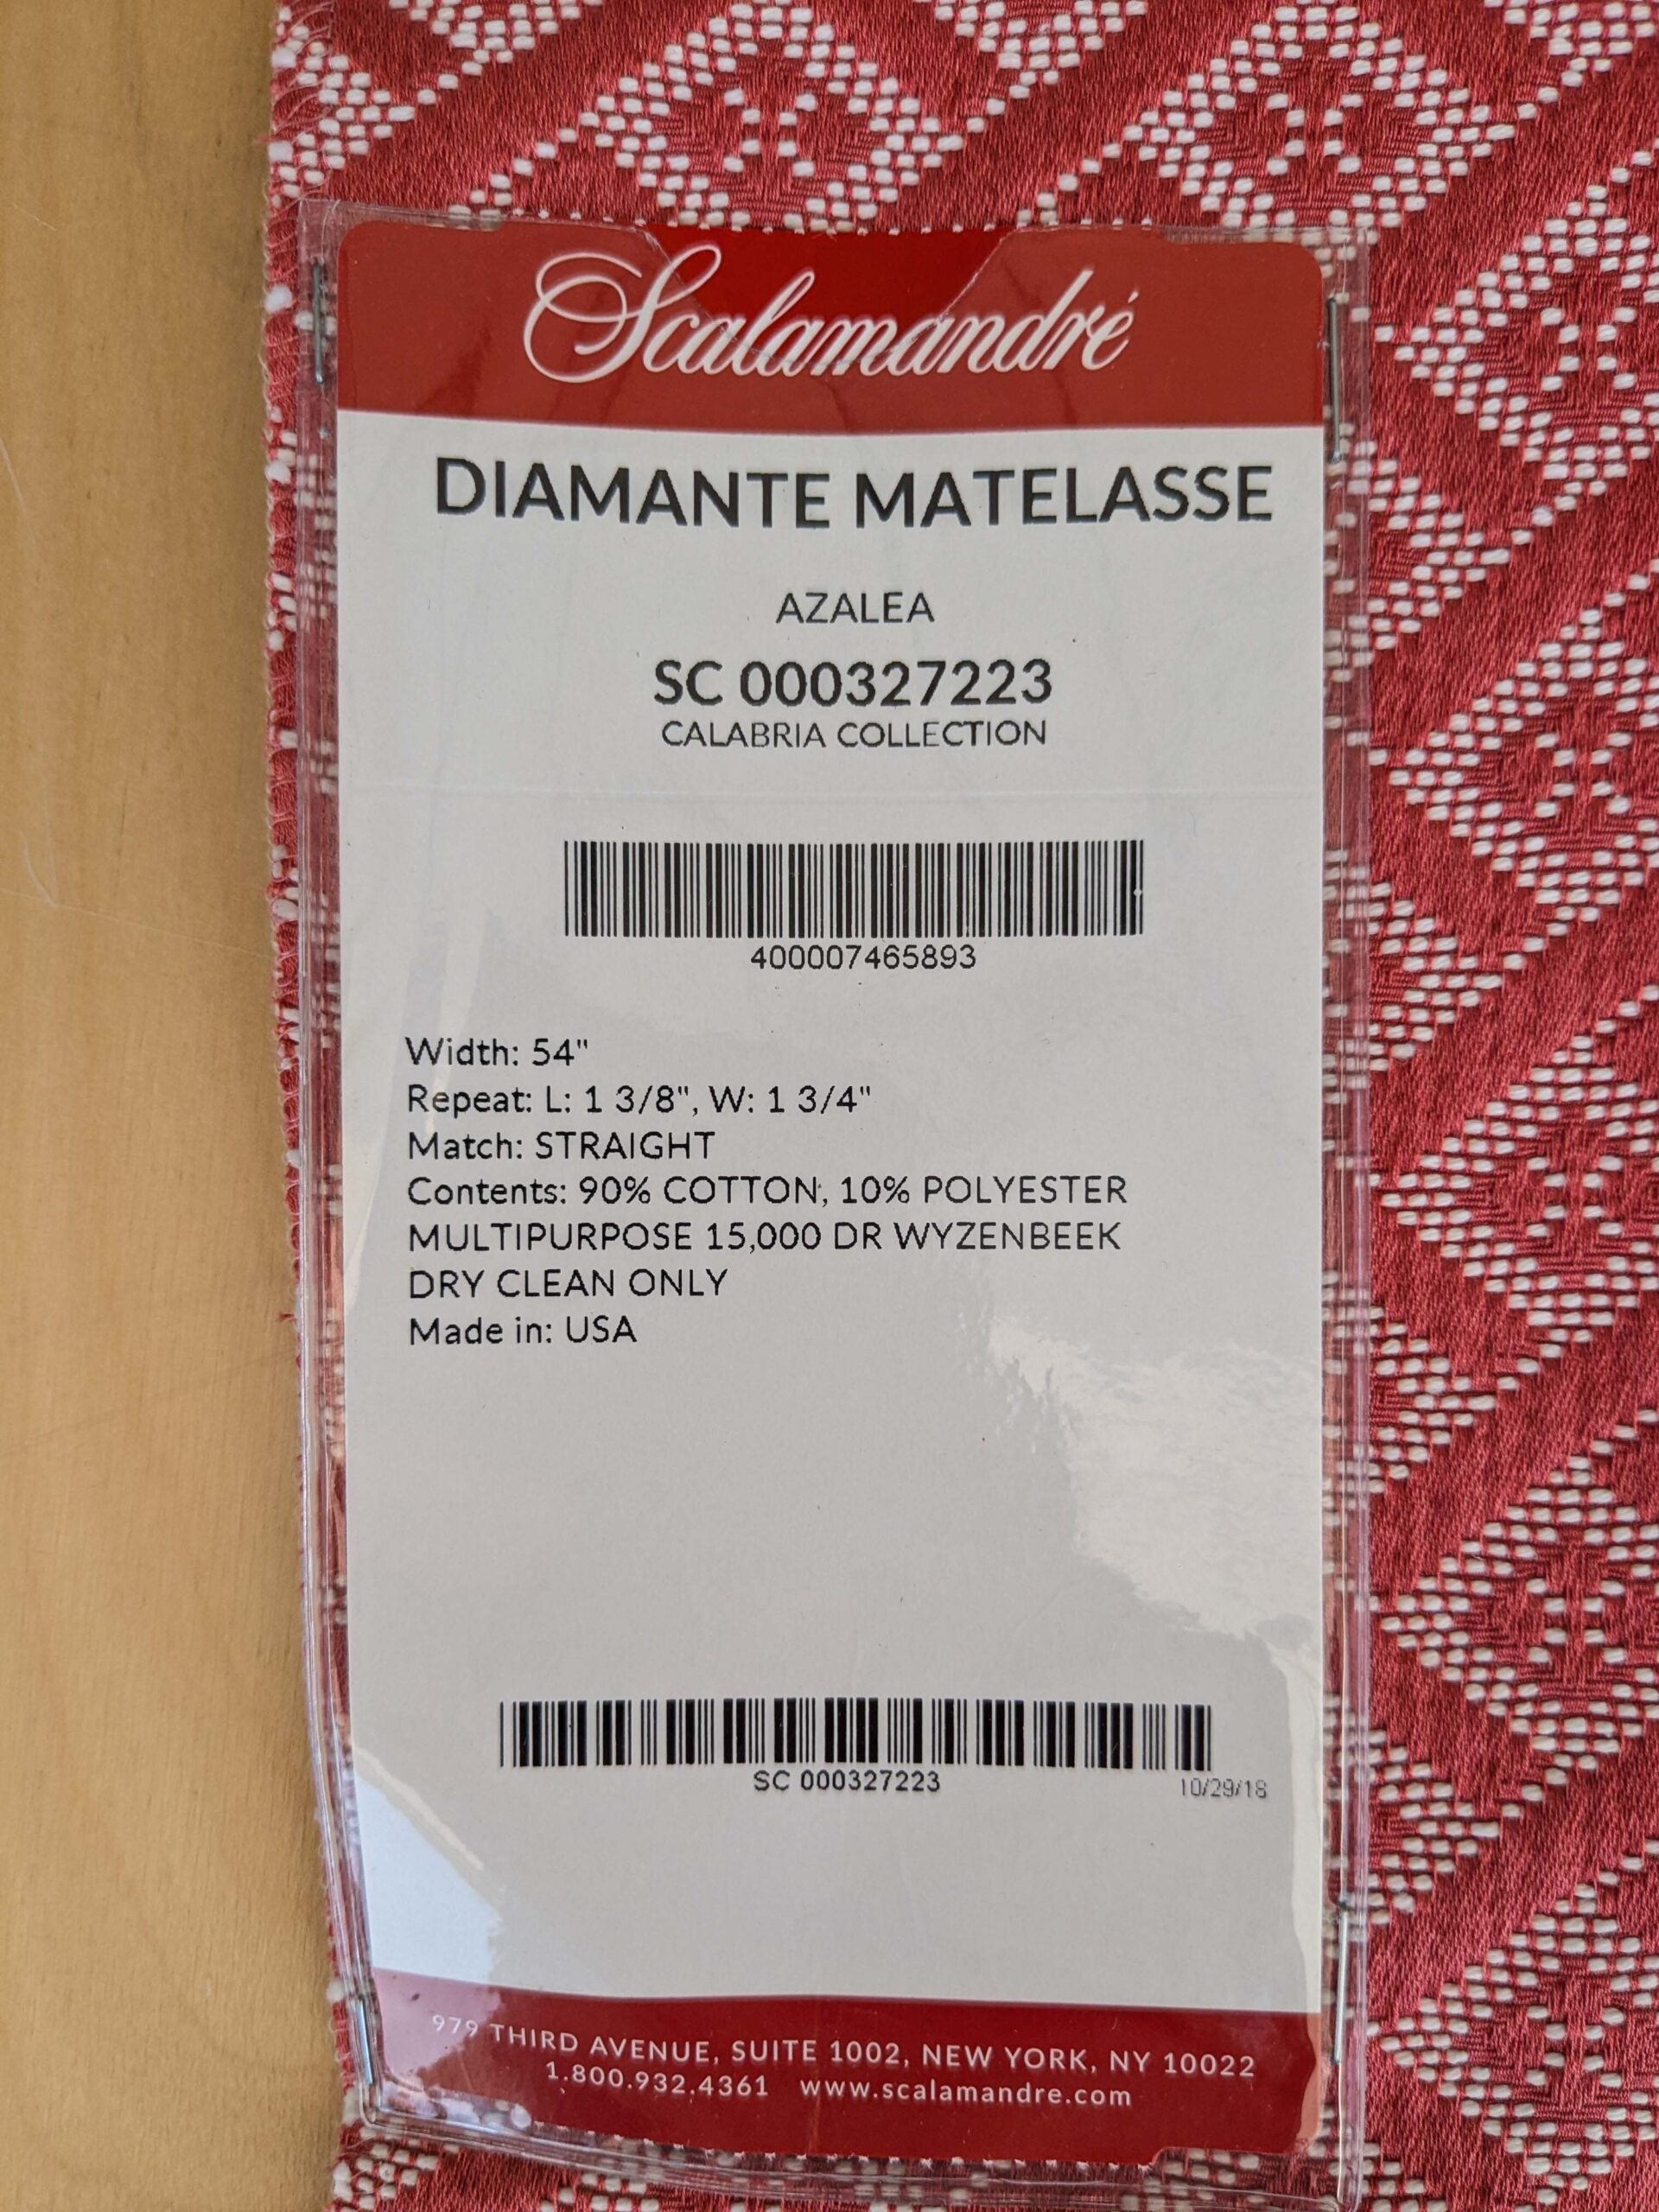 Scalamandré
DIAMANTE MATELASSE
AZALEA
SC 000327223
CALABRIA COLLECTION
400007465893
Width: 54"
Repeat: L: 1 3/8", W: 1 3/4"
Match: STRAIGHT
Contents: 90% COTTON, 10% POLYESTER
MULTIPURPOSE 15,000 DR WYZENBEEK
DRY CLEAN ONLY
Made in: USA
SC 000327223
10/29/18
979 THIRD AVENUE, SUITE 1002, NEW YORK, NY 10022
1.800.932.4361 www.scalamandre.com